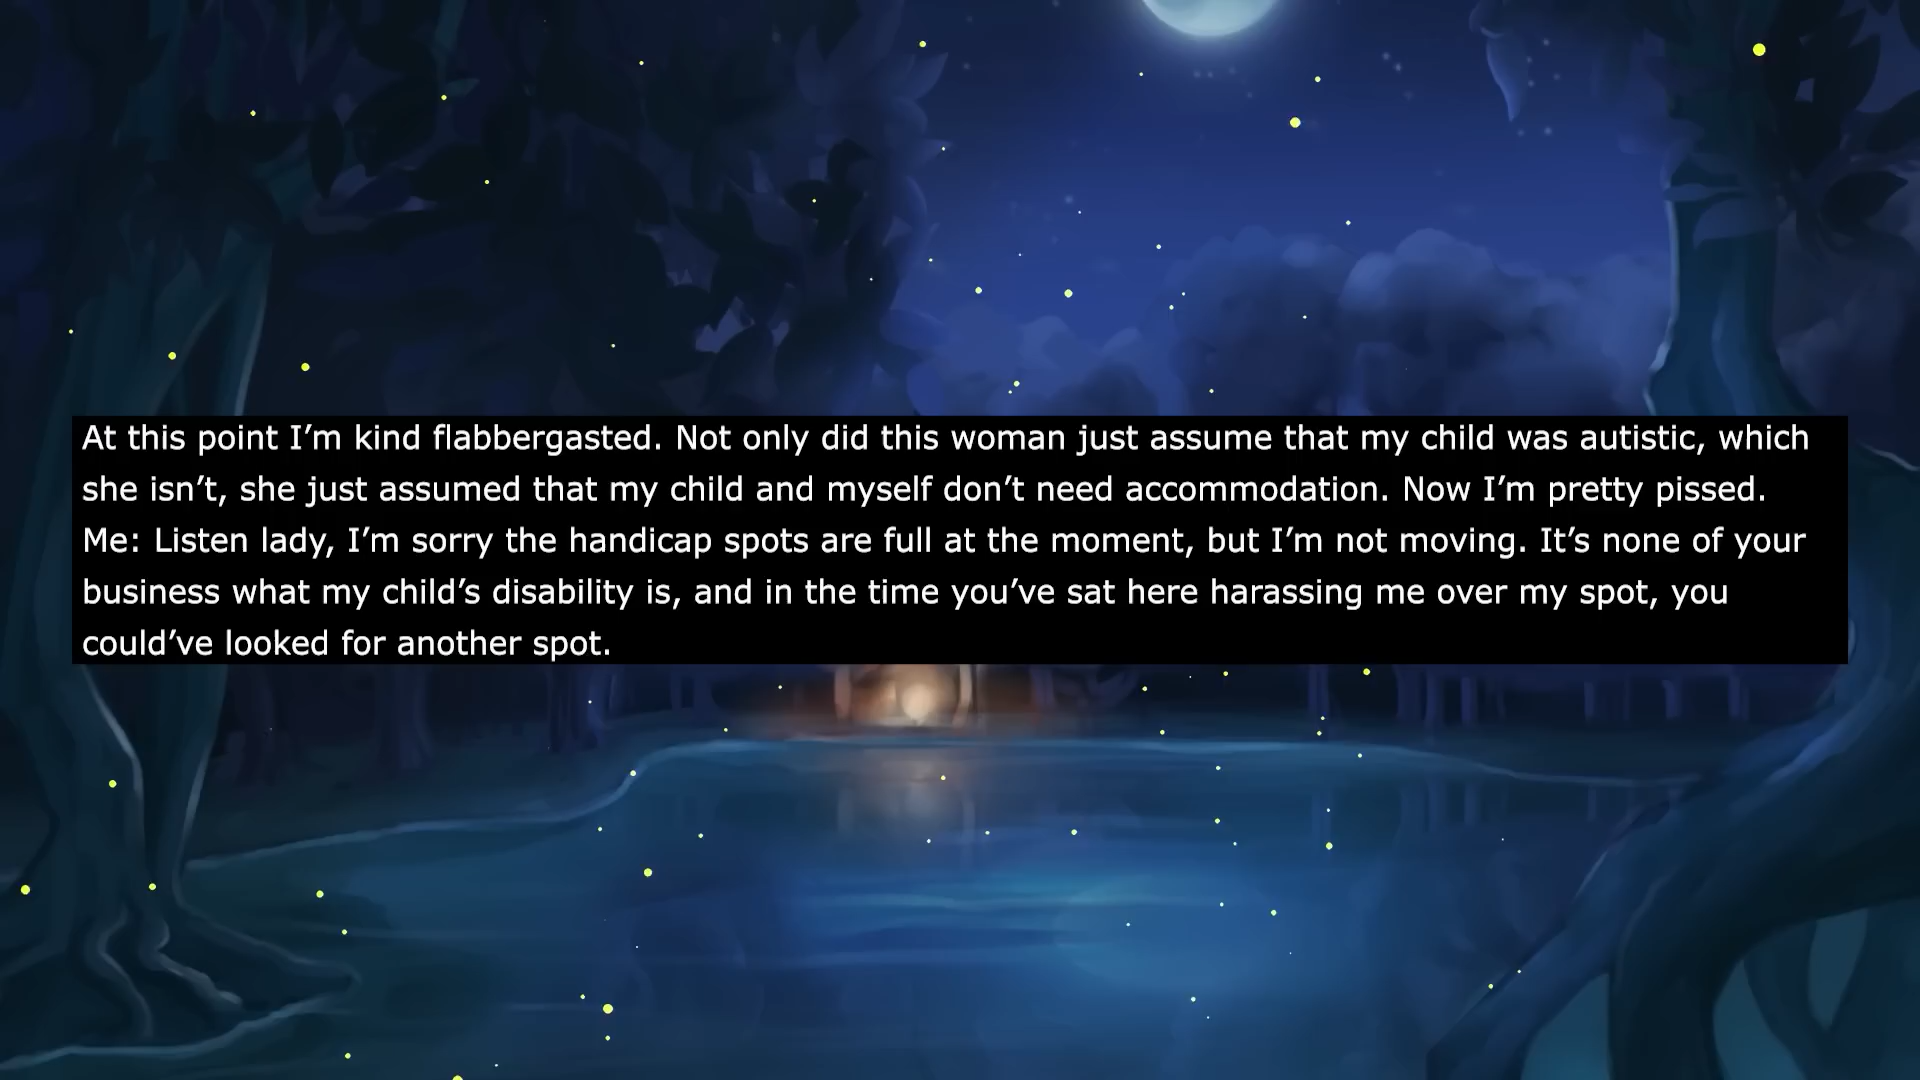 At this point I’m kind flabbergasted. Not only did this woman just assume that my child was autistic, which
she isn’t, she just assumed that my child and myself don’t need accommodation. Now I’m pretty pissed.
Me: Listen lady, I’m sorry the handicap spots are full at the moment, but I’m not moving. It’s none of your
business what my child’s disability is, and in the time you’ve sat here harassing me over my spot, you
could’ve looked for another spot.